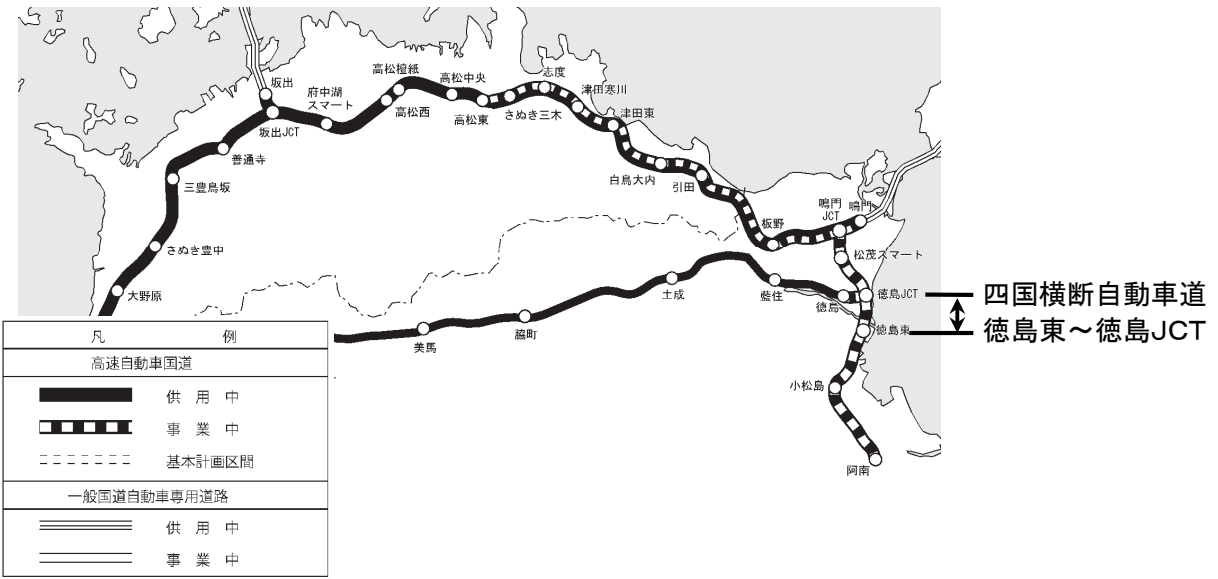 坂出
坂出JCT
府中湖
スマート
高松檀紙
高松西
高松中央
高松東
さぬき三木
志度
津田寒川
津田東
善通寺
三豊鳥坂
さぬき豊中
大野原
白鳥大内
引田
板野
鳴門
JCT
鳴門
松茂スマート
徳島JCT
徳島
藍住
土成
脇町
美馬
徳島東
小松島
阿南
四国横断自動車道
徳島東～徳島JCT
凡 例
高速自動車国道
供 用 中
事 業 中
基本計画区間
一般国道自動車専用道路
供 用 中
事 業 中